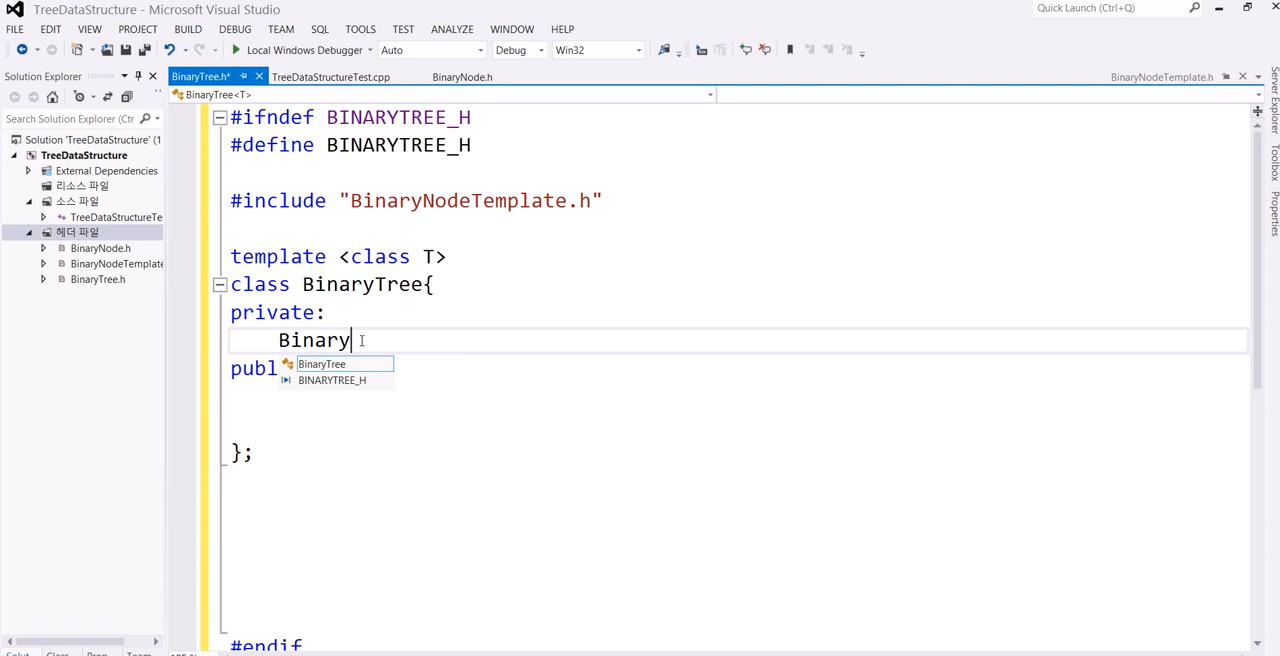 TreeDataStructure - Microsoft Visual Studio
Quick Launch (Ctrl+Q)
FILE EDIT VIEW PROJECT BUILD DEBUG TEAM SQL TOOLS TEST ANALYZE WINDOW HELP
Local Windows Debugger Auto Debug Win32
Solution Explorer
BinaryTree.h* TreeDataStructureTest.cpp BinaryNode.h BinaryNodeTemplate.h
BinaryTree<T>
Search Solution Explorer (Ctr
Solution 'TreeDataStructure' (1
TreeDataStructure
External Dependencies
리소스 파일
소스 파일
TreeDataStructureTe
헤더 파일
BinaryNode.h
BinaryNodeTemplate
BinaryTree.h
#ifndef BINARYTREE_H
#define BINARYTREE_H
#include "BinaryNodeTemplate.h"
template <class T>
class BinaryTree{
private:
Binary
BinaryTree
BINARYTREE_H
publ
};
#endif
Server Explorer
Toolbox
Properties